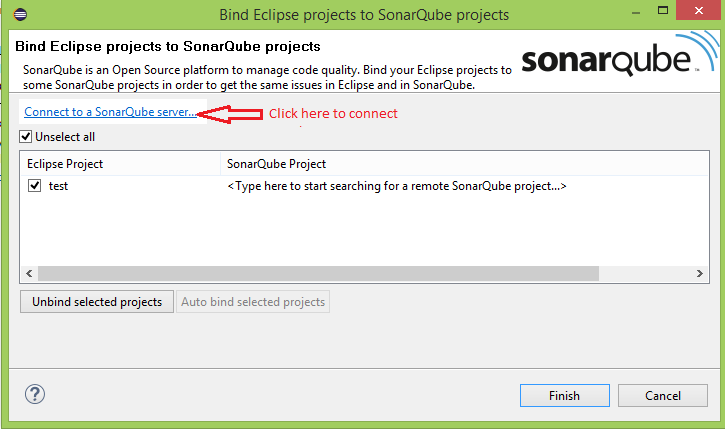 Bind Eclipse projects to SonarQube projects
Bind Eclipse projects to SonarQube projects
SonarQube is an Open Source platform to manage code quality. Bind your Eclipse projects to
some SonarQube projects in order to get the same issues in Eclipse and in SonarQube.
sonarqube™
Connect to a SonarQube server... Click here to connect
Unselect all
Eclipse Project SonarQube Project
test <Type here to start searching for a remote SonarQube project...>
Unbind selected projects Auto bind selected projects
? Finish Cancel